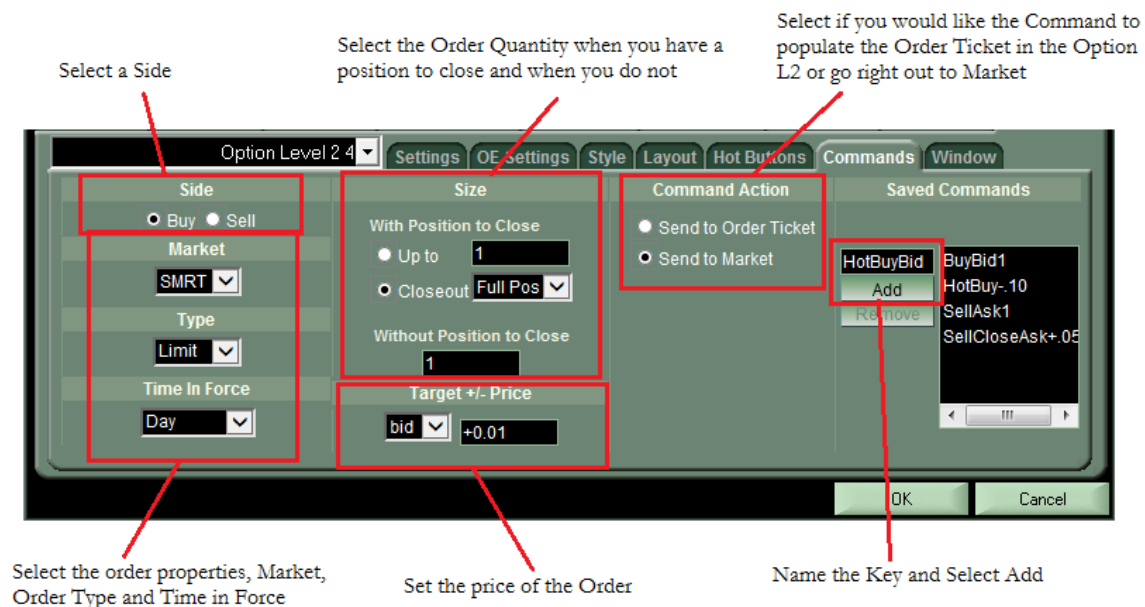 Select if you would like the Command to
populate the Order Ticket in the Option
L2 or go right out to Market
Select the Order Quantity when you have a
position to close and when you do not
Select a Side
Option Level 2 4
Settings OE Settings Style Layout Hot Buttons Commands Window
Side
Buy Sell
Market
SMRT
Type
Limit
Time In Force
Day
Size
With Position to Close
Up to 1
Closeout Full Pos
Without Position to Close
1
Target +/- Price
bid +0.01
Command Action
Send to Order Ticket
Send to Market
Saved Commands
HotBuyBid
Add
Remove
BuyBid1
HotBuy-.10
SellAsk1
SellCloseAsk+.05
OK Cancel
Select the order properties, Market,
Order Type and Time in Force
Set the price of the Order
Name the Key and Select Add